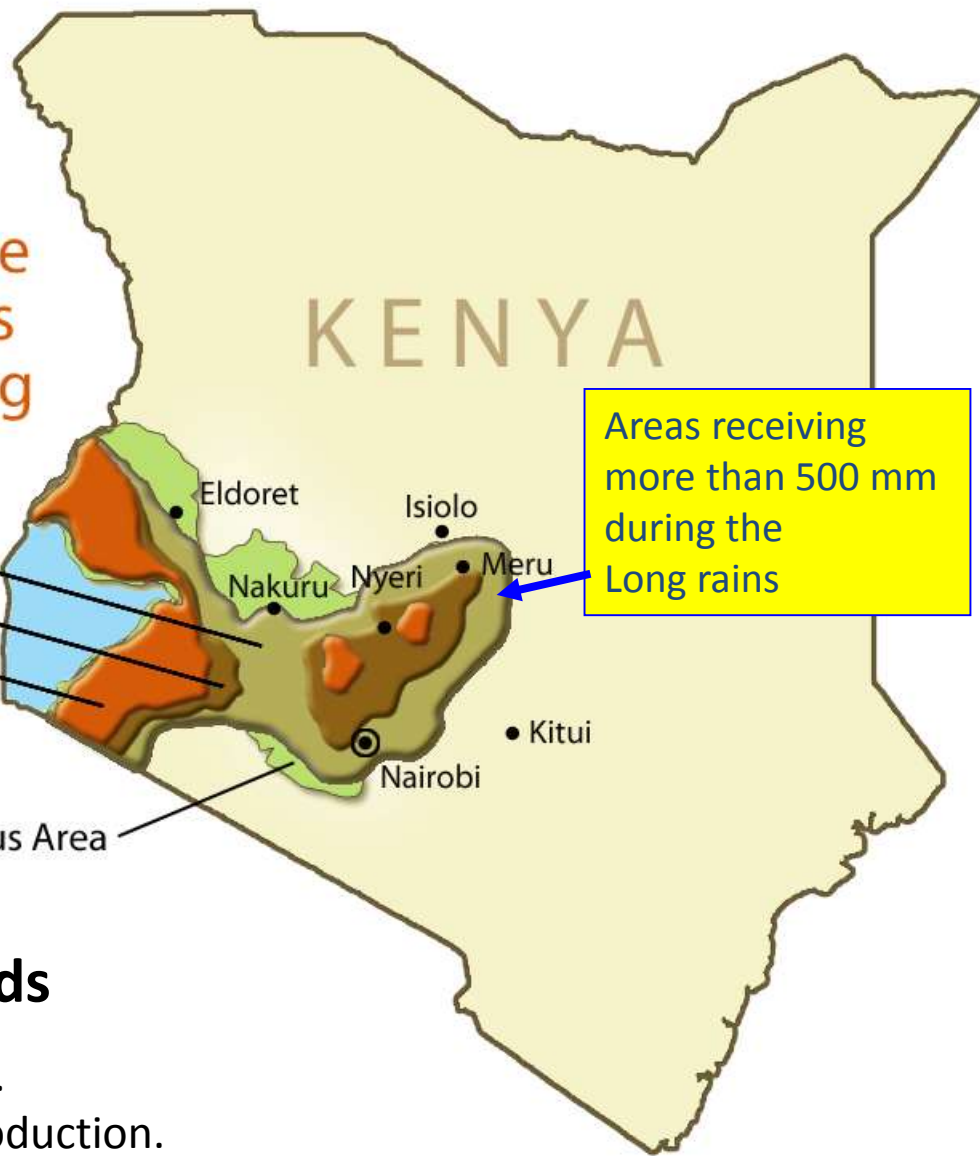 e
s
g
KENYA
Areas receiving
more than 500 mm
during the
Long rains
Eldoret
Isiolo
Meru
Nyeri
Nakuru
Kitui
Nairobi
us Area
ds
.
oduction.